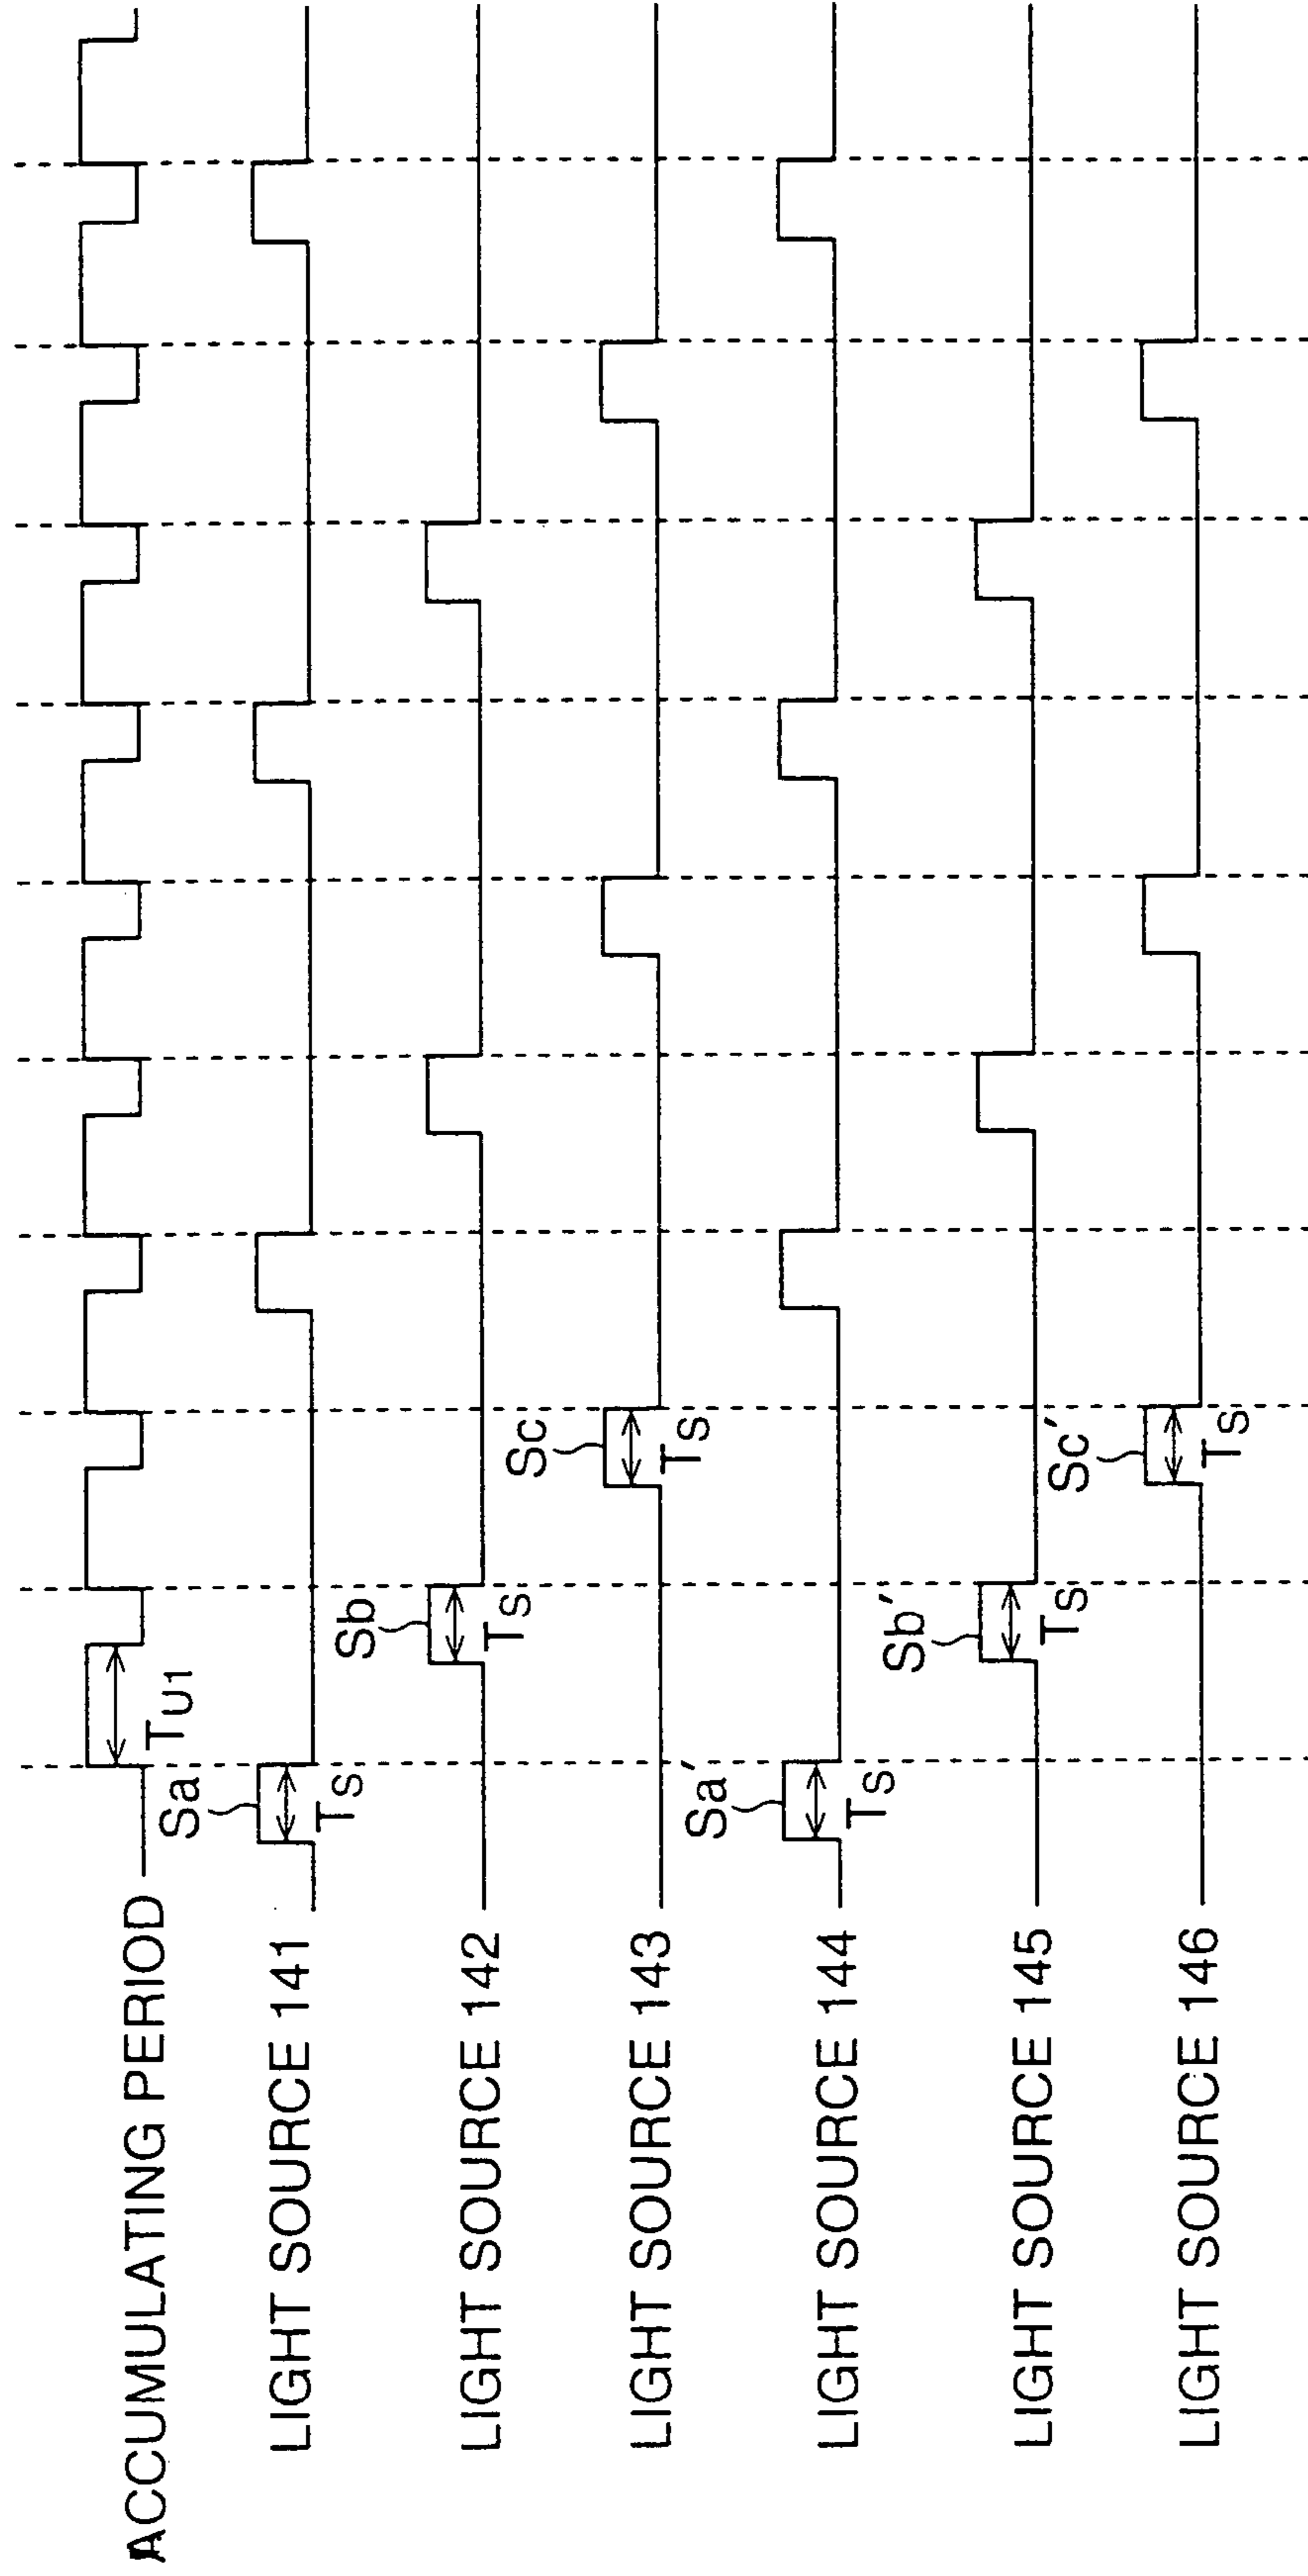 ACCUMULATING PERIOD
TU1
LIGHT SOURCE 141
Sa
TS
LIGHT SOURCE 142
Sb
TS
LIGHT SOURCE 143
Sc
TS
LIGHT SOURCE 144
Sa′
TS
LIGHT SOURCE 145
Sb′
TS
LIGHT SOURCE 146
Sc′
TS